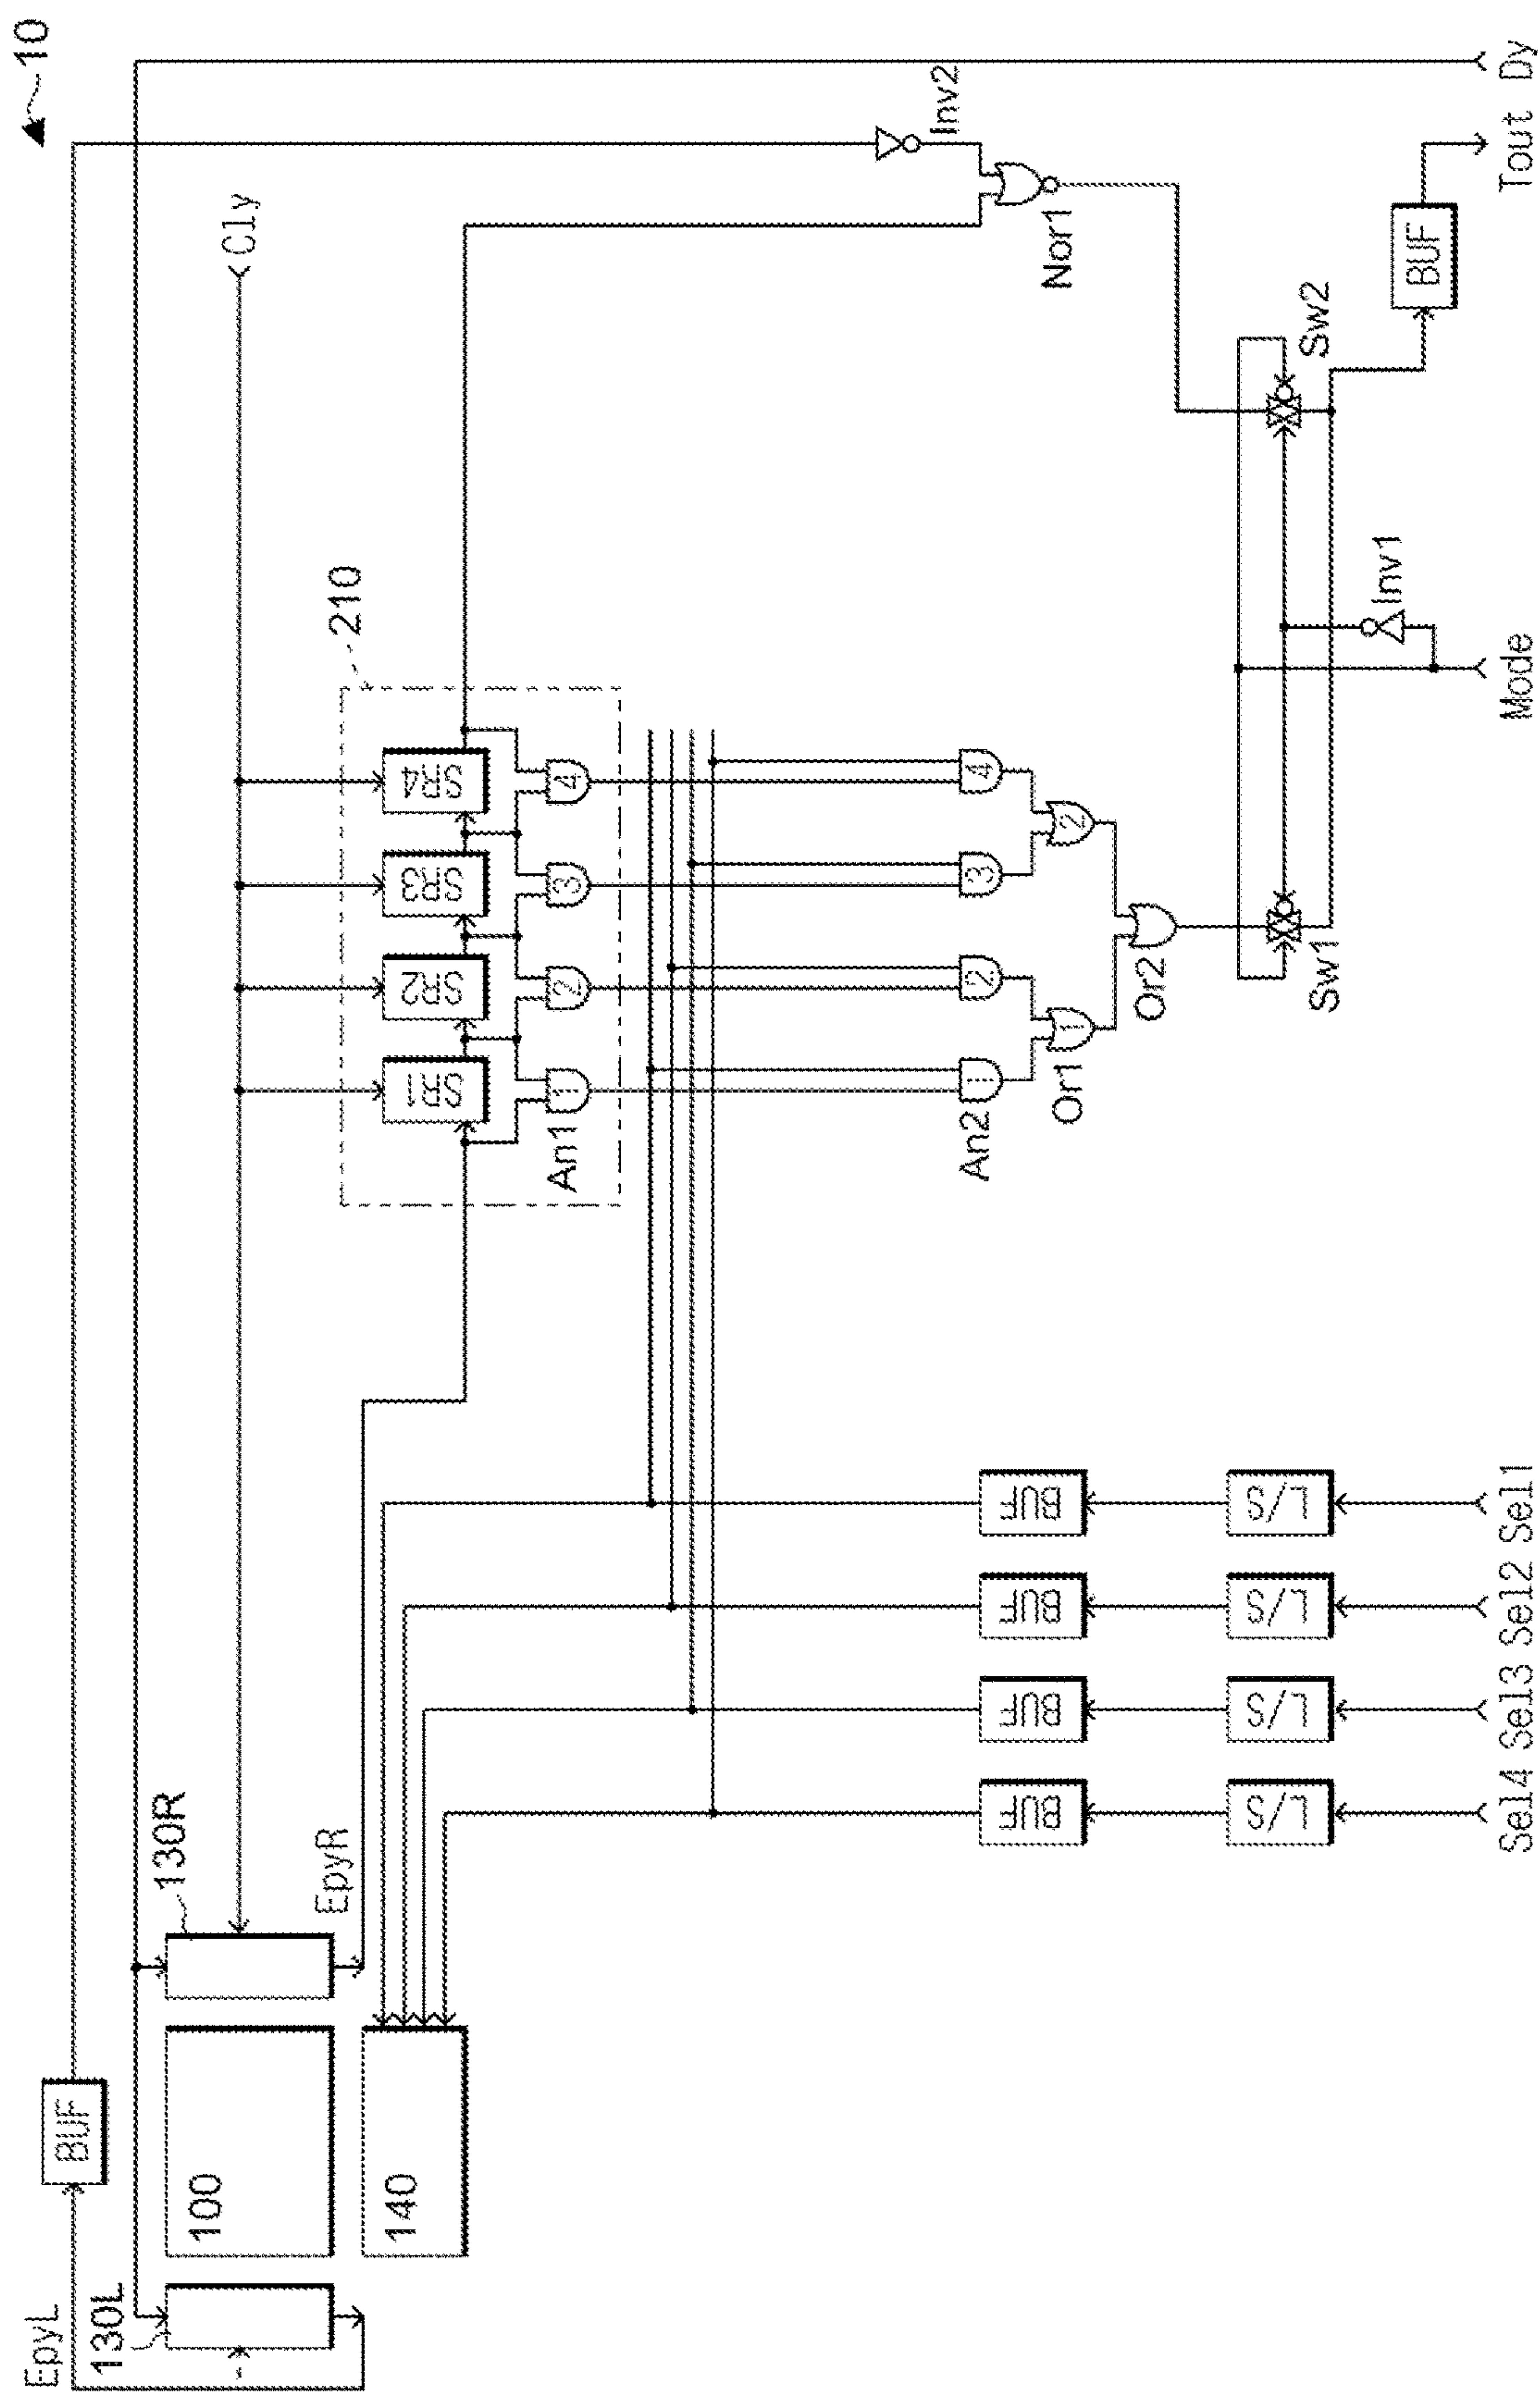 10
EpyL
BUF
130L
100
130R
140
EpyR
Cly
210
SR1
SR2
SR3
SR4
An1
1
2
3
4
An2
1
2
3
4
Or1
1
2
Or2
Inv2
Nor1
BUF
BUF
BUF
BUF
L/S
L/S
L/S
L/S
Sw1
Sw2
Inv1
BUF
Sel4
Sel3
Sel2
Sel1
Mode
Tout
Dy